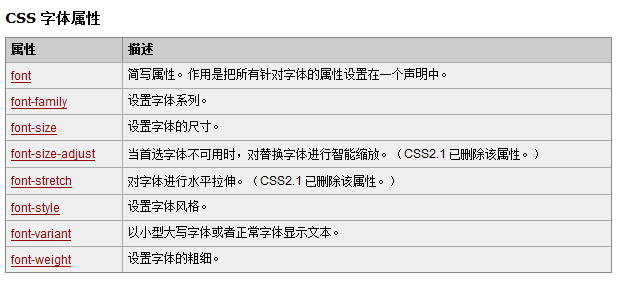 CSS 字体属性
属性 描述
font 简写属性。作用是把所有针对字体的属性设置在一个声明中。
font-family 设置字体系列。
font-size 设置字体的尺寸。
font-size-adjust 当首选字体不可用时，对替换字体进行智能缩放。（CSS2.1 已删除该属性。）
font-stretch 对字体进行水平拉伸。（CSS2.1 已删除该属性。）
font-style 设置字体风格。
font-variant 以小型大写字体或者正常字体显示文本。
font-weight 设置字体的粗细。